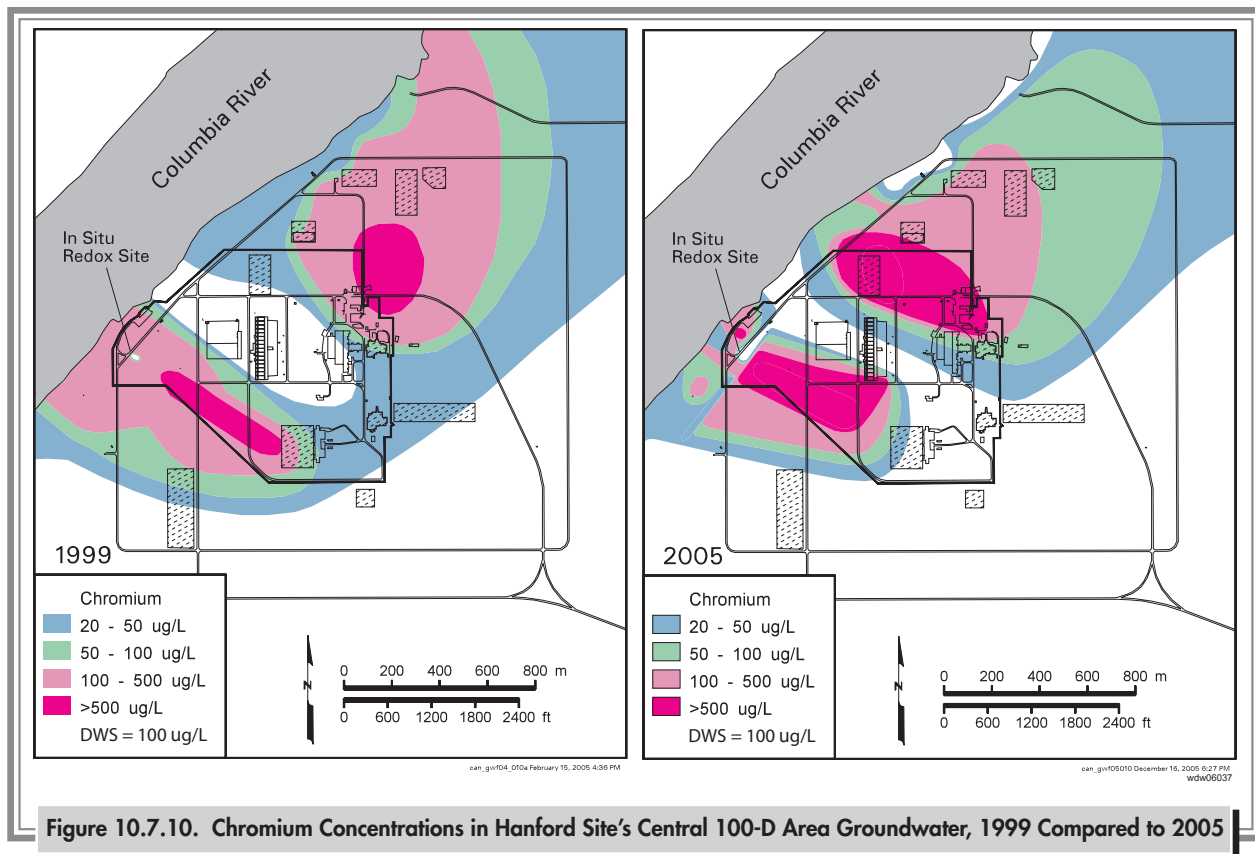 Columbia River
In Situ
Redox Site
1999
Chromium
20 - 50 ug/L
50 - 100 ug/L
100 - 500 ug/L
>500 ug/L
DWS = 100 ug/L
N
0 200 400 600 800 m
0 600 1200 1800 2400 ft
can_gwf04_010a February 15, 2005 4:36 PM
Columbia River
In Situ
Redox Site
2005
Chromium
20 - 50 ug/L
50 - 100 ug/L
100 - 500 ug/L
>500 ug/L
DWS = 100 ug/L
N
0 200 400 600 800 m
0 600 1200 1800 2400 ft
can_gwf05010 December 16, 2005 6:27 PM
wdw06037
Figure 10.7.10. Chromium Concentrations in Hanford Site's Central 100-D Area Groundwater, 1999 Compared to 2005